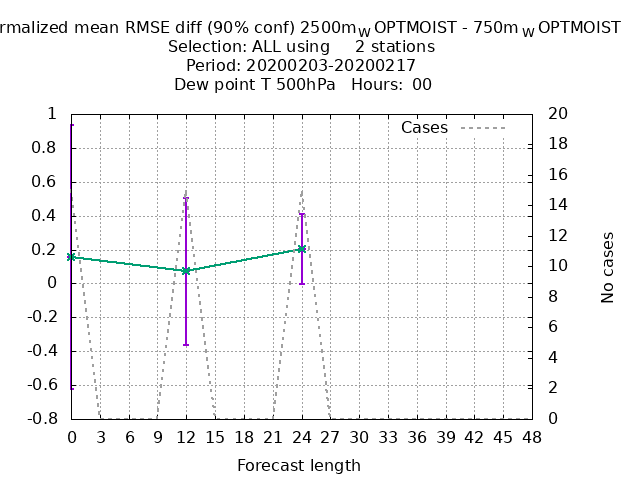 rmalized mean RMSE diff (90% conf) 2500m_W OPTMOIST - 750m_W OPTMOIST
Selection: ALL using 2 stations
Period: 20200203-20200217
Dew point T 500hPa Hours: 00
Cases
1
0.8
0.6
0.4
0.2
0
-0.2
-0.4
-0.6
-0.8
20
18
16
14
12
10
8
6
4
2
0
No cases
0 3 6 9 12 15 18 21 24 27 30 33 36 39 42 45 48
Forecast length